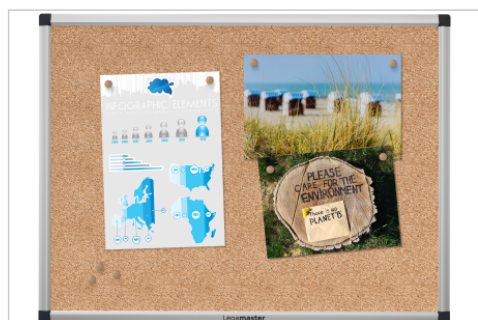 INFOGRAPHIC ELEMENTS
PLEASE
CARE FOR THE
ENVIRONMENT
THERE IS NO
PLANET B
Legamaster